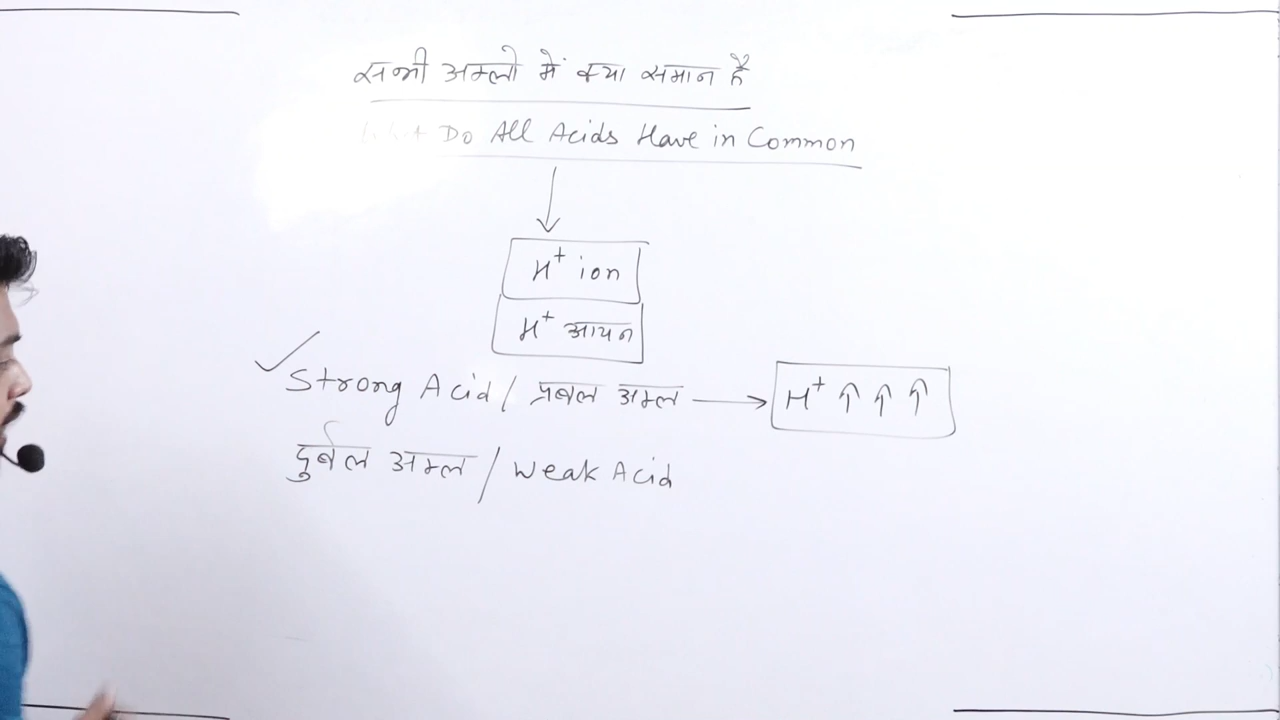 सभी अम्लो में क्या समान है
Do All Acids Have in Common
H⁺ ion
H⁺ आयन
Strong Acid / प्रबल अम्ल → H⁺ ↑ ↑ ↑
दुर्बल अम्ल / Weak Acid